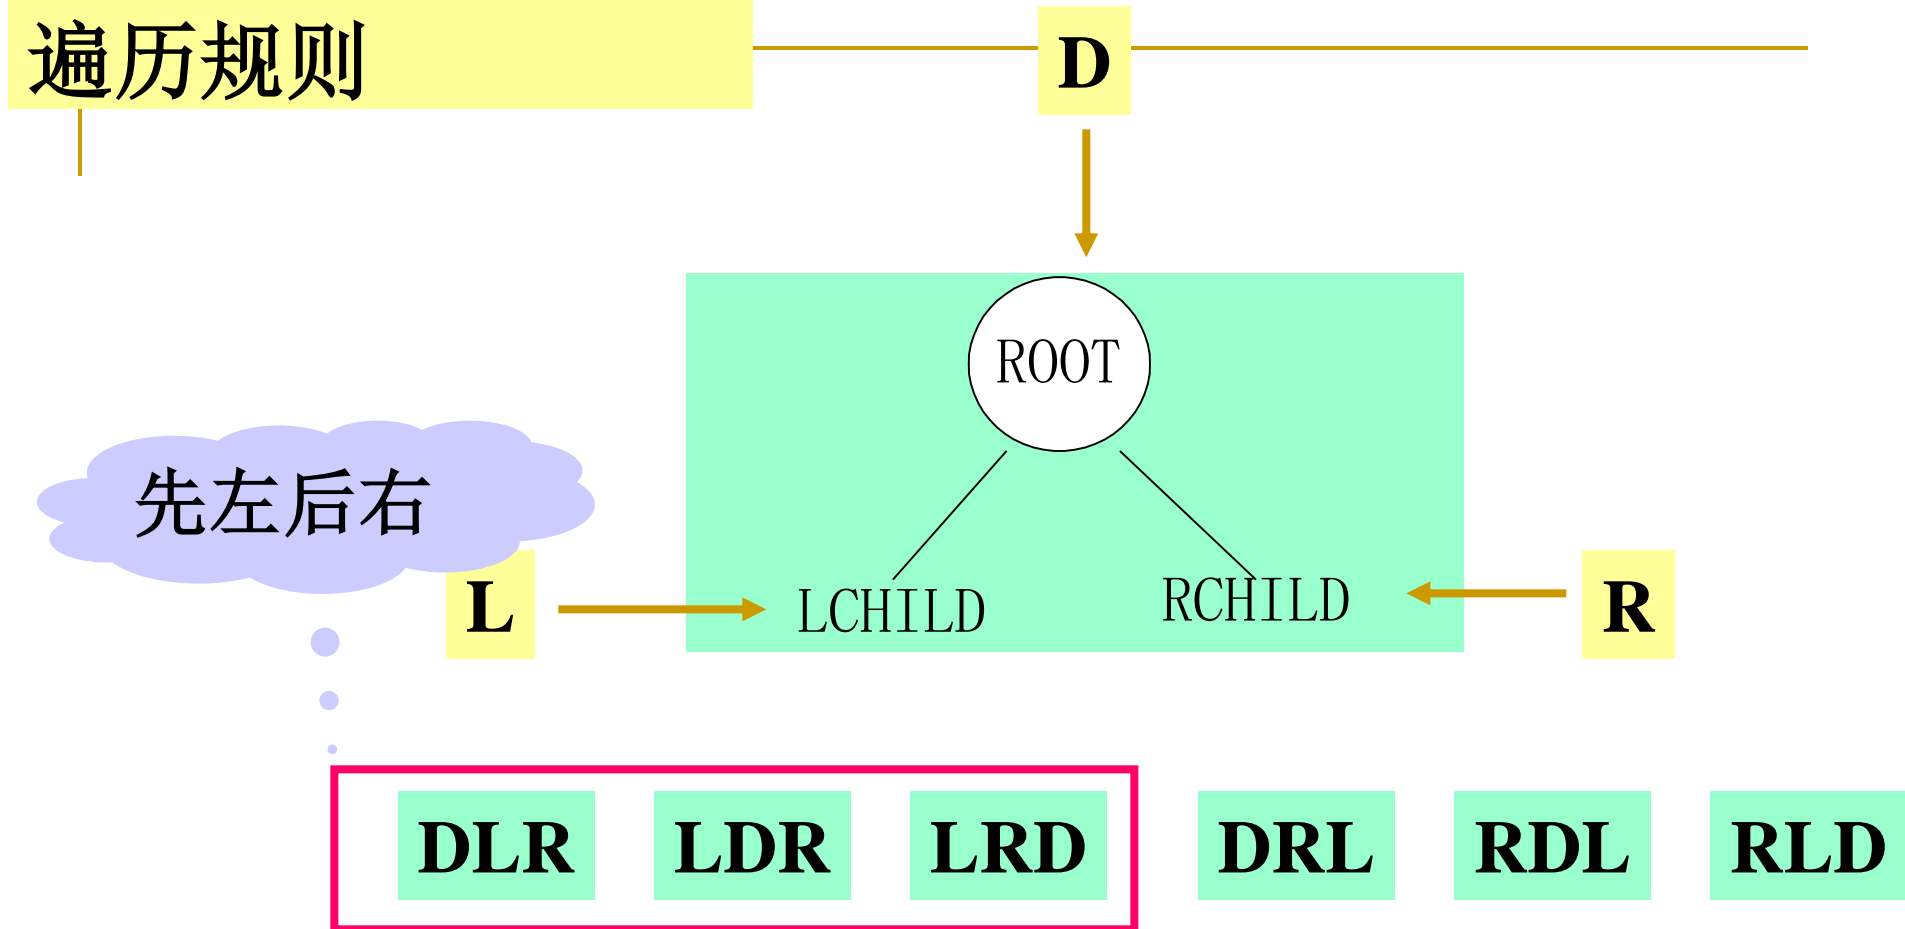 遍历规则
D
ROOT
先左后右
L
LCHILD
RCHILD
R
DLR LDR LRD DRL RDL RLD